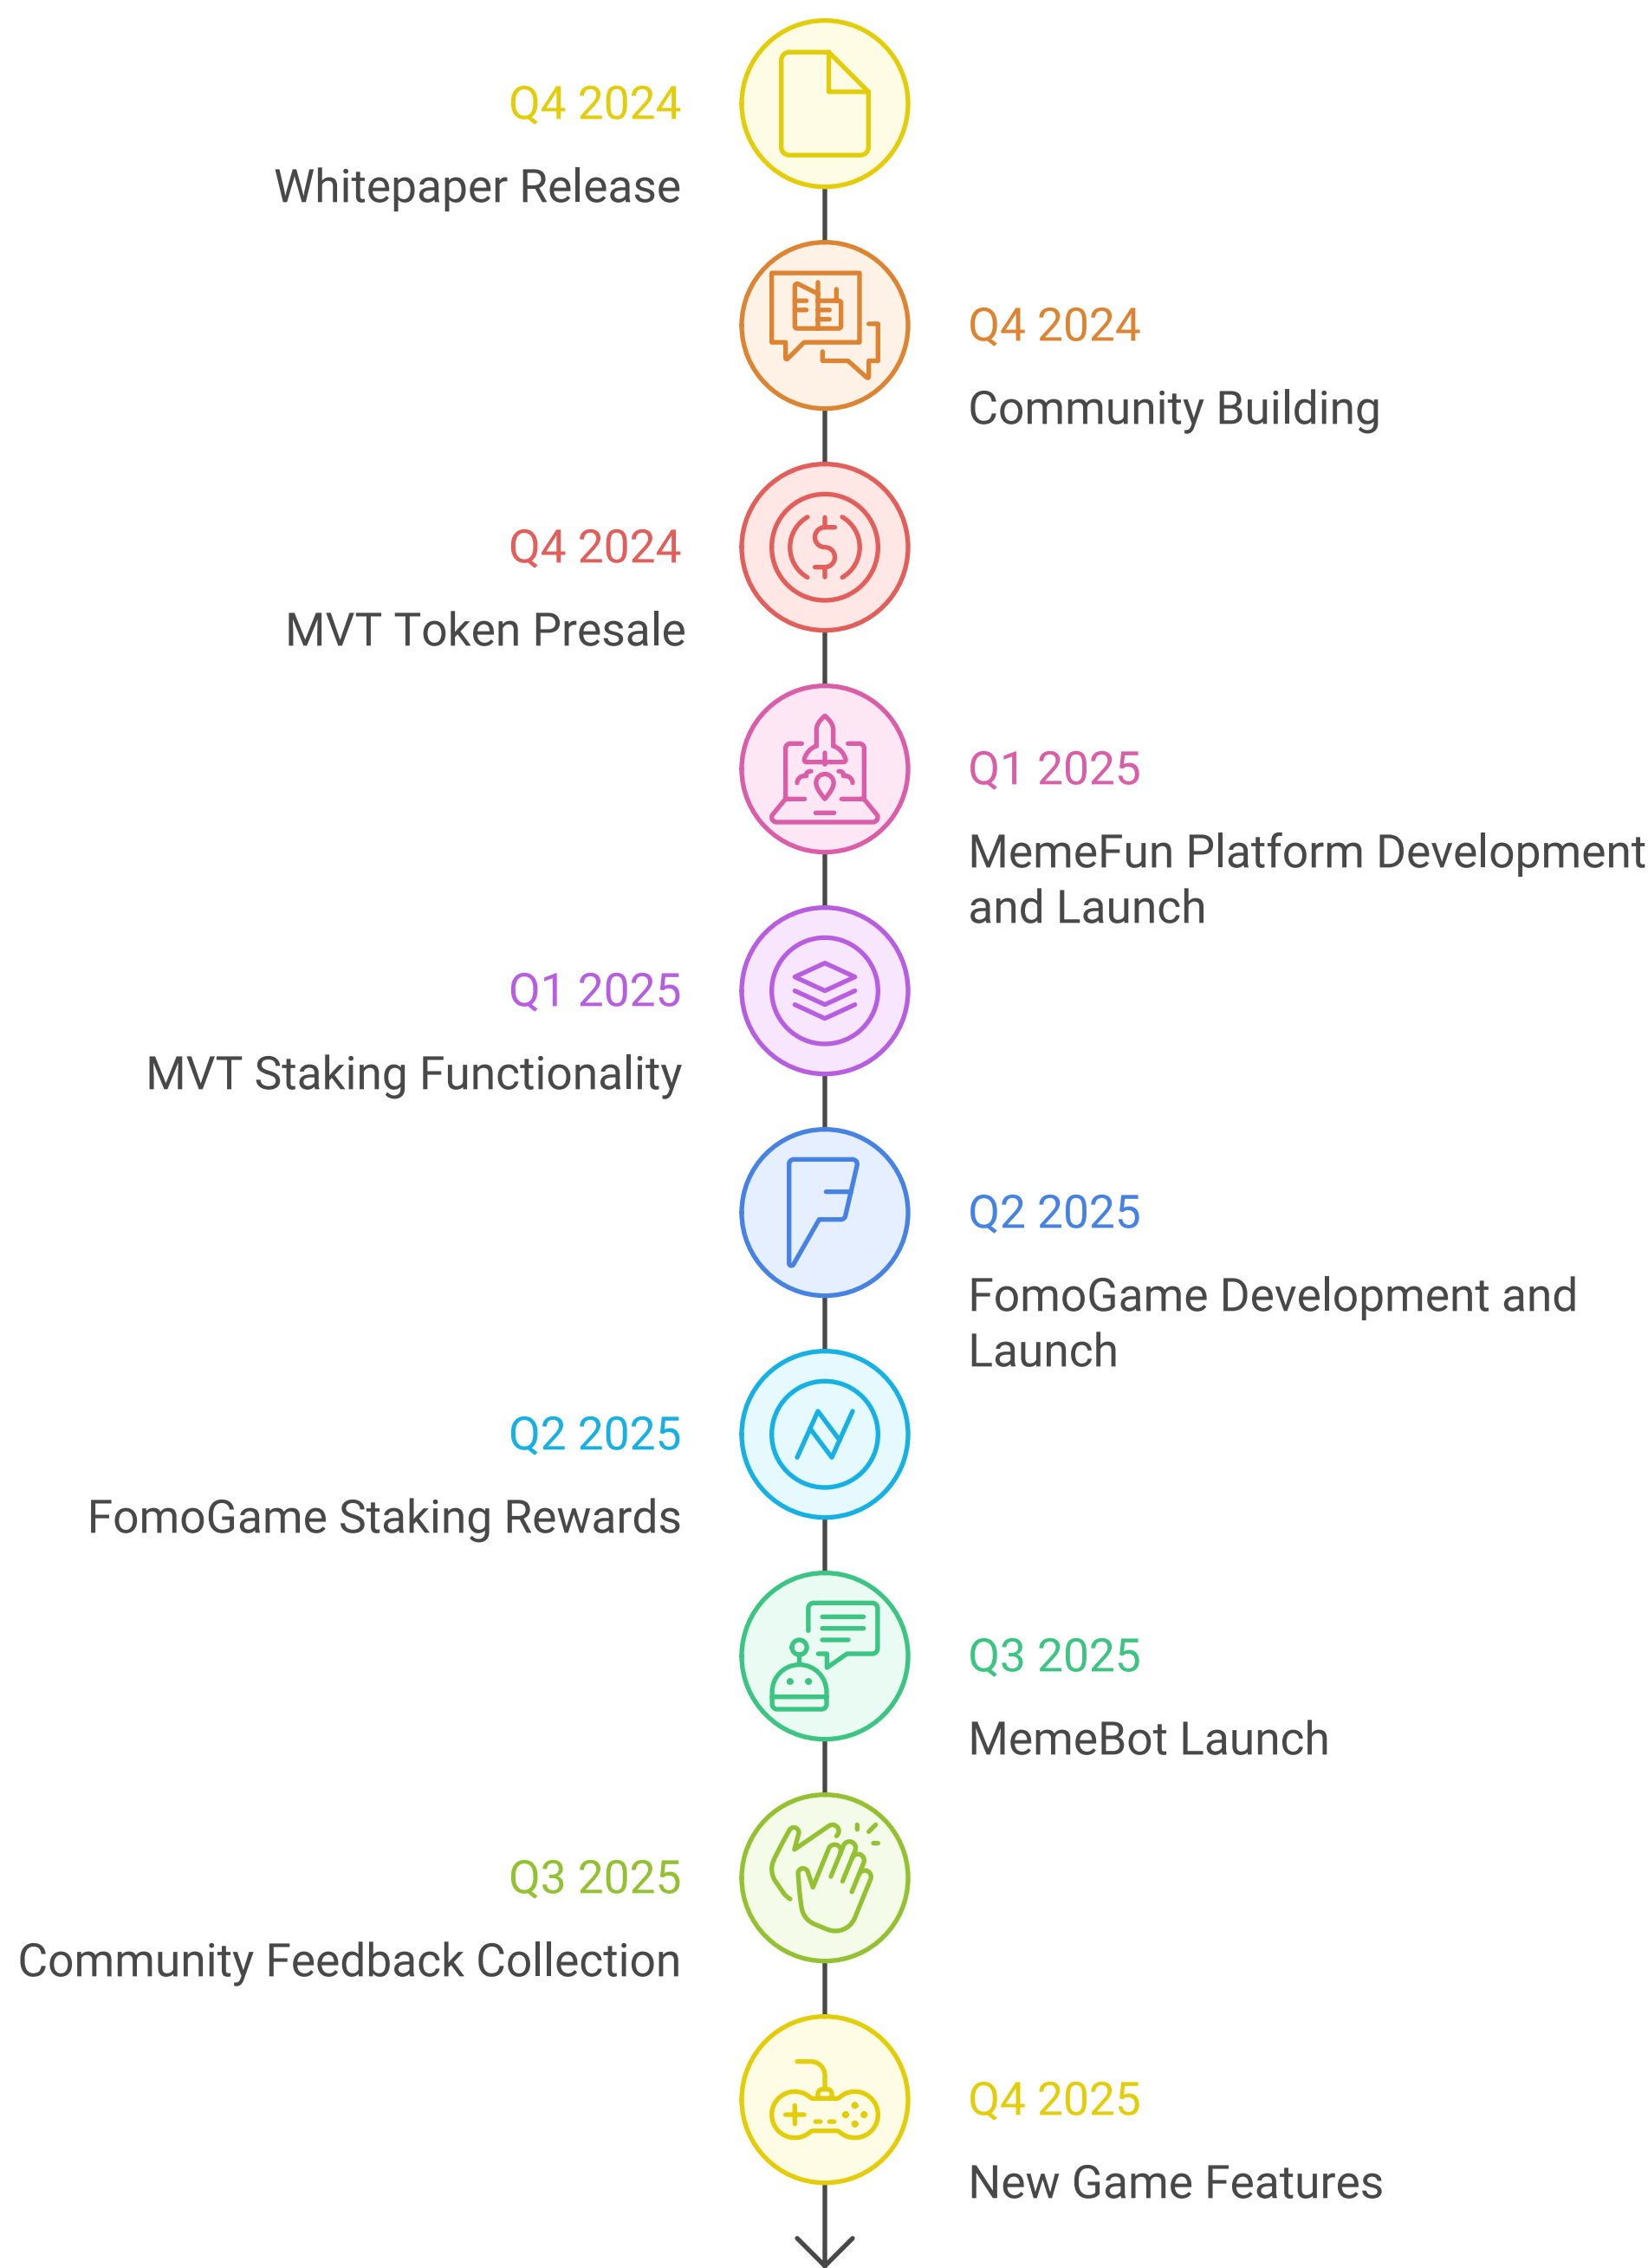 Q4 2024
Whitepaper Release
Q4 2024
Community Building
Q4 2024
MVT Token Presale
Q1 2025
MemeFun Platform Development
and Launch
Q1 2025
MVT Staking Functionality
Q2 2025
FomoGame Development and
Launch
Q2 2025
FomoGame Staking Rewards
Q3 2025
MemeBot Launch
Q3 2025
Community Feedback Collection
Q4 2025
New Game Features